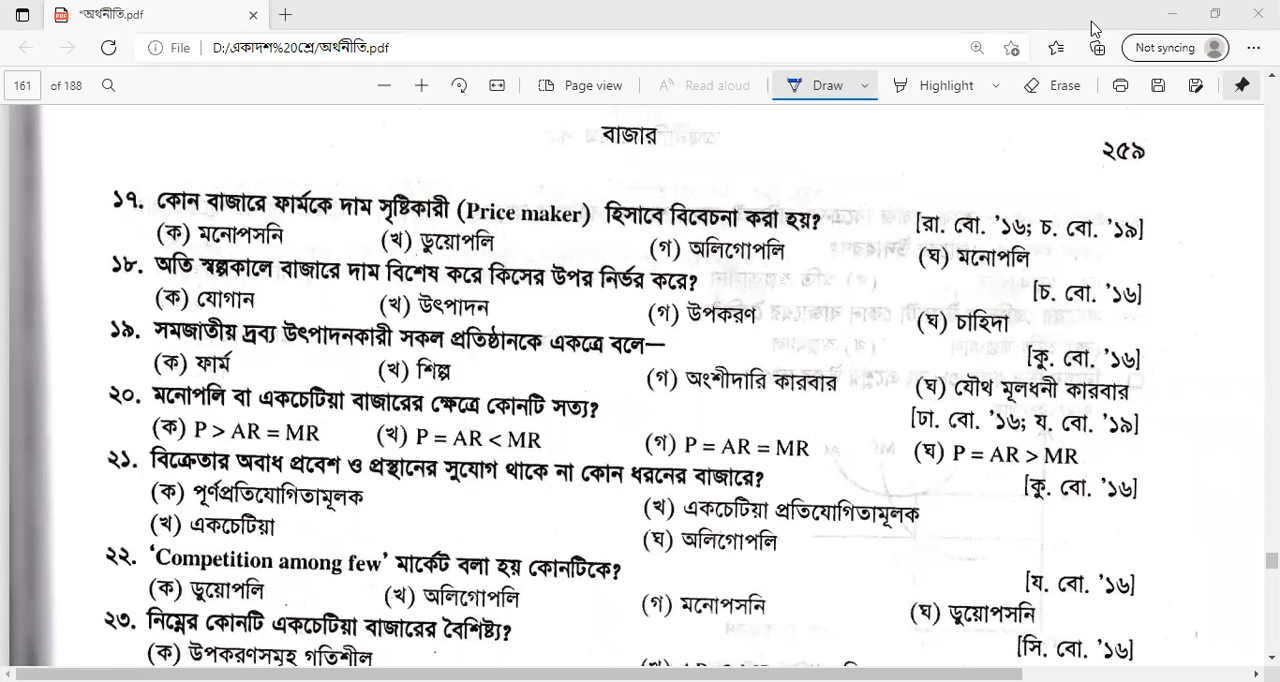 *অর্থনীতি.pdf
File D:/একাদশ%20শ্রে/অর্থনীতি.pdf Not syncing
161 of 188 Page view Read aloud Draw Highlight Erase
বাজার ২৫৯
১৭. কোন বাজারে ফার্মকে দাম সৃষ্টিকারী (Price maker) হিসাবে বিবেচনা করা হয়? [রা. বো. '১৬; চ. বো. '১৯]
(ক) মনোপসনি (খ) ডুয়োপলি (গ) অলিগোপলি (ঘ) মনোপলি
১৮. অতি স্বল্পকালে বাজারে দাম বিশেষ করে কিসের উপর নির্ভর করে? [চ. বো. '১৬]
(ক) যোগান (খ) উৎপাদন (গ) উপকরণ (ঘ) চাহিদা
১৯. সমজাতীয় দ্রব্য উৎপাদনকারী সকল প্রতিষ্ঠানকে একত্রে বলে— [কু. বো. '১৬]
(ক) ফার্ম (খ) শিল্প (গ) অংশীদারি কারবার (ঘ) যৌথ মূলধনী কারবার
২০. মনোপলি বা একচেটিয়া বাজারের ক্ষেত্রে কোনটি সত্য? [ঢা. বো. '১৬; য. বো. '১৯]
(ক) P > AR = MR (খ) P = AR < MR (গ) P = AR = MR (ঘ) P = AR > MR
২১. বিক্রেতার অবাধ প্রবেশ ও প্রস্থানের সুযোগ থাকে না কোন ধরনের বাজারে? [কু. বো. '১৬]
(ক) পূর্ণপ্রতিযোগিতামূলক (খ) একচেটিয়া প্রতিযোগিতামূলক
(খ) একচেটিয়া (ঘ) অলিগোপলি
২২. 'Competition among few' মার্কেট বলা হয় কোনটিকে? [য. বো. '১৬]
(ক) ডুয়োপলি (খ) অলিগোপলি (গ) মনোপসনি (ঘ) ডুয়োপসনি
২৩. নিম্নের কোনটি একচেটিয়া বাজারের বৈশিষ্ট্য? [সি. বো. '১৬]
(ক) উপকরণসমূহ গতিশীল